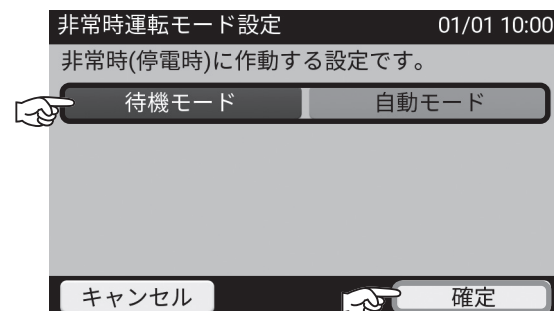 非常時運転モード設定 01/01 10:00
非常時(停電時)に作動する設定です。
待機モード 自動モード
キャンセル 確定